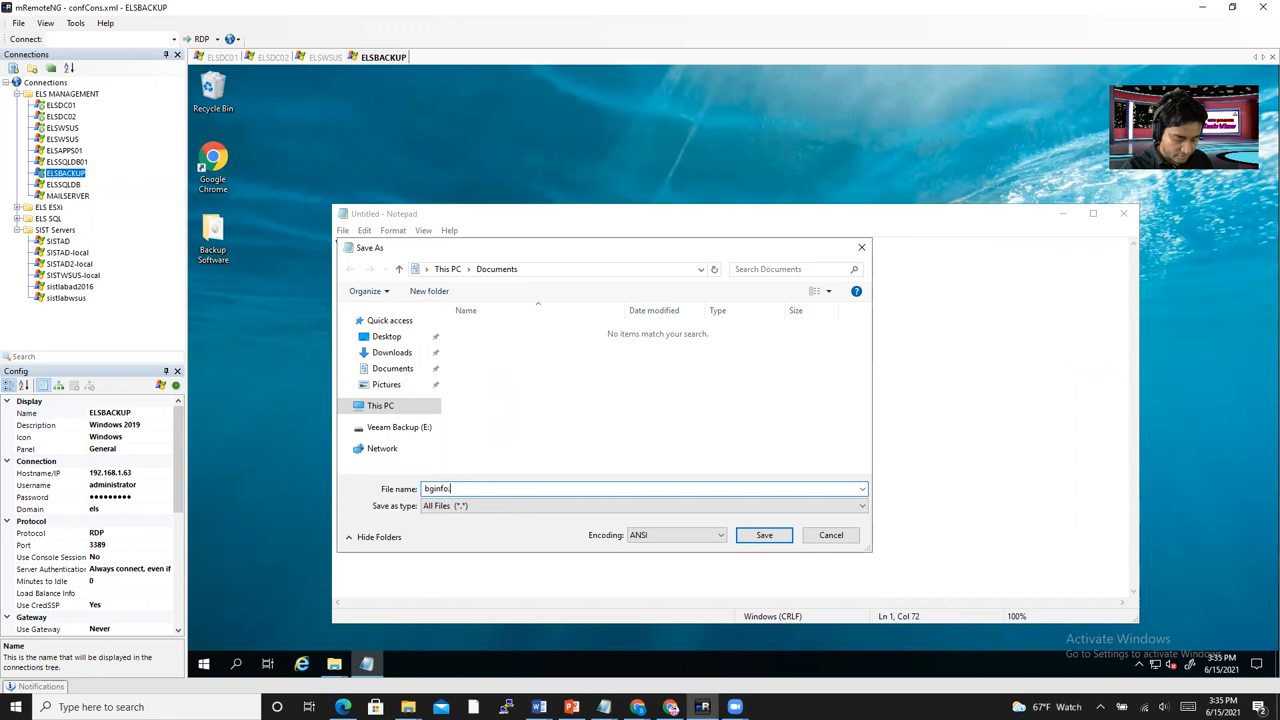 mRemoteNG - confCons.xml - ELSBACKUP
File View Tools Help
Connect: RDP
Connections
ELSDC01 ELSDC02 ELSWSUS ELSBACKUP
Connections
ELS MANAGEMENT
ELSDC01
ELSDC02
ELSWSUS
ELSWSUS
ELSAPPS01
ELSSQLDB01
ELSBACKUP
ELSSQLDB
MAILSERVER
ELS ESXi
ELS SQL
SIST Servers
SISTAD
SISTAD-local
SISTAD2-local
SISTWSUS-local
sistlabad2016
sistlabwsus
Search
Config
Display
Name ELSBACKUP
Description Windows 2019
Icon Windows
Panel General
Connection
Hostname/IP 192.168.1.63
Username administrator
Password •••••••••
Domain els
Protocol
Protocol RDP
Port 3389
Use Console Session No
Server Authentication Always connect, even if
Minutes to Idle 0
Load Balance Info
Use CredSSP Yes
Gateway
Use Gateway Never
Name
This is the name that will be displayed in the
connections tree.
Notifications
Recycle Bin
Google
Chrome
Backup
Software
Tech View
Untitled - Notepad
File Edit Format View Help
Save As
This PC Documents
Search Documents
Organize New folder
Name Date modified Type Size
No items match your search.
Quick access
Desktop
Downloads
Documents
Pictures
This PC
Veeam Backup (E:)
Network
File name: bginfo.
Save as type: All Files (*.*)
Hide Folders
Encoding: ANSI Save Cancel
Windows (CRLF) Ln 1, Col 72 100%
Activate Windows
Go to Settings to activate Windows.
3:35 PM
6/15/2021
Type here to search
67°F Watch
3:35 PM
6/15/2021